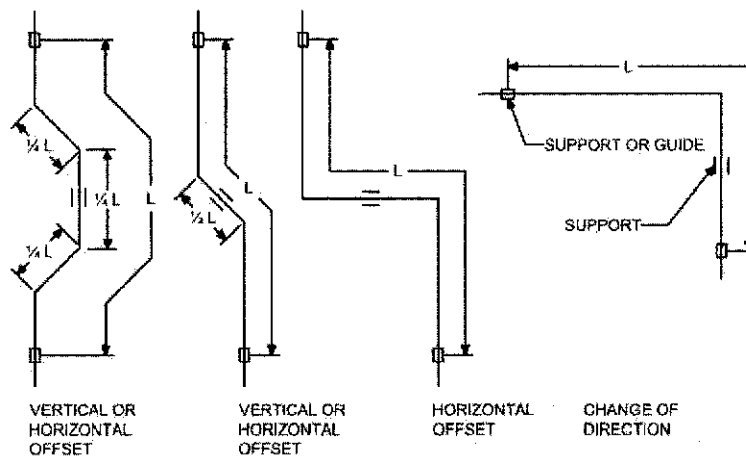 L
¼ L
SUPPORT OR GUIDE
¼ L
L
L
L
½ L
¼ L
SUPPORT
VERTICAL OR
HORIZONTAL
OFFSET
VERTICAL OR
HORIZONTAL
OFFSET
HORIZONTAL
OFFSET
CHANGE OF
DIRECTION